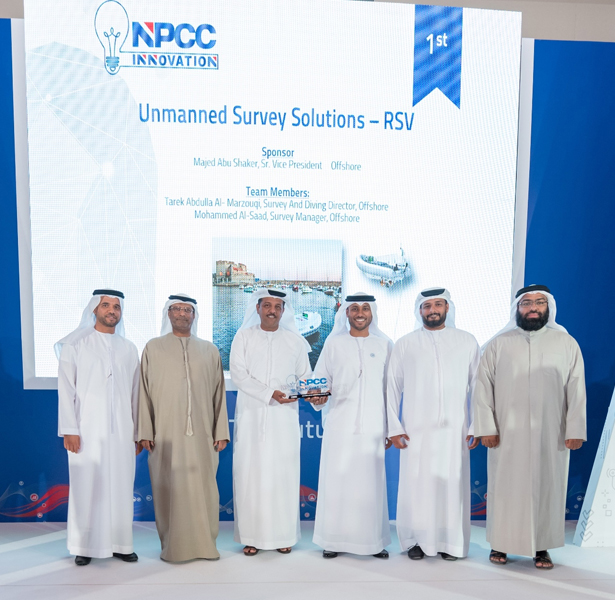 NPCC
INNOVATION
1st
Unmanned Survey Solutions – RSV
Sponsor
Majed Abu Shaker, Sr. Vice President Offshore
Team Members:
Tarek Abdulla Al- Marzouqi, Survey And Diving Director, Offshore
Mohammed Al-Saad, Survey Manager, Offshore
NPCC